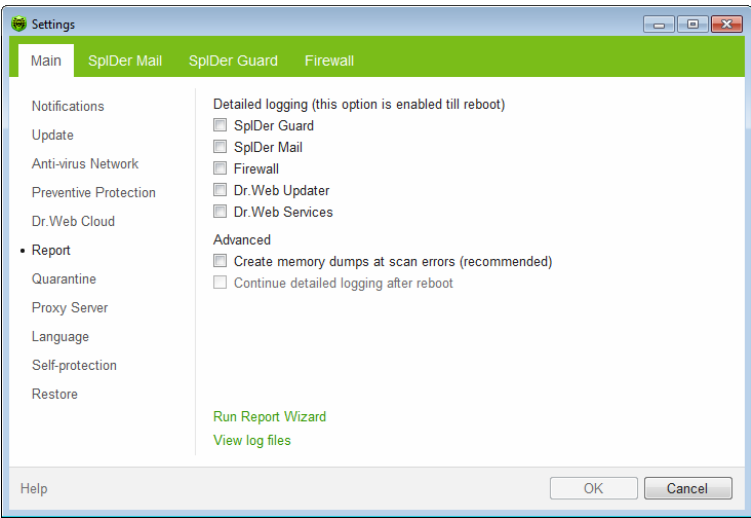 Settings
Main SpIDer Mail SpIDer Guard Firewall
Notifications
Update
Anti-virus Network
Preventive Protection
Dr.Web Cloud
Report
Quarantine
Proxy Server
Language
Self-protection
Restore
Detailed logging (this option is enabled till reboot)
SpIDer Guard
SpIDer Mail
Firewall
Dr.Web Updater
Dr.Web Services
Advanced
Create memory dumps at scan errors (recommended)
Continue detailed logging after reboot
Run Report Wizard
View log files
Help OK Cancel